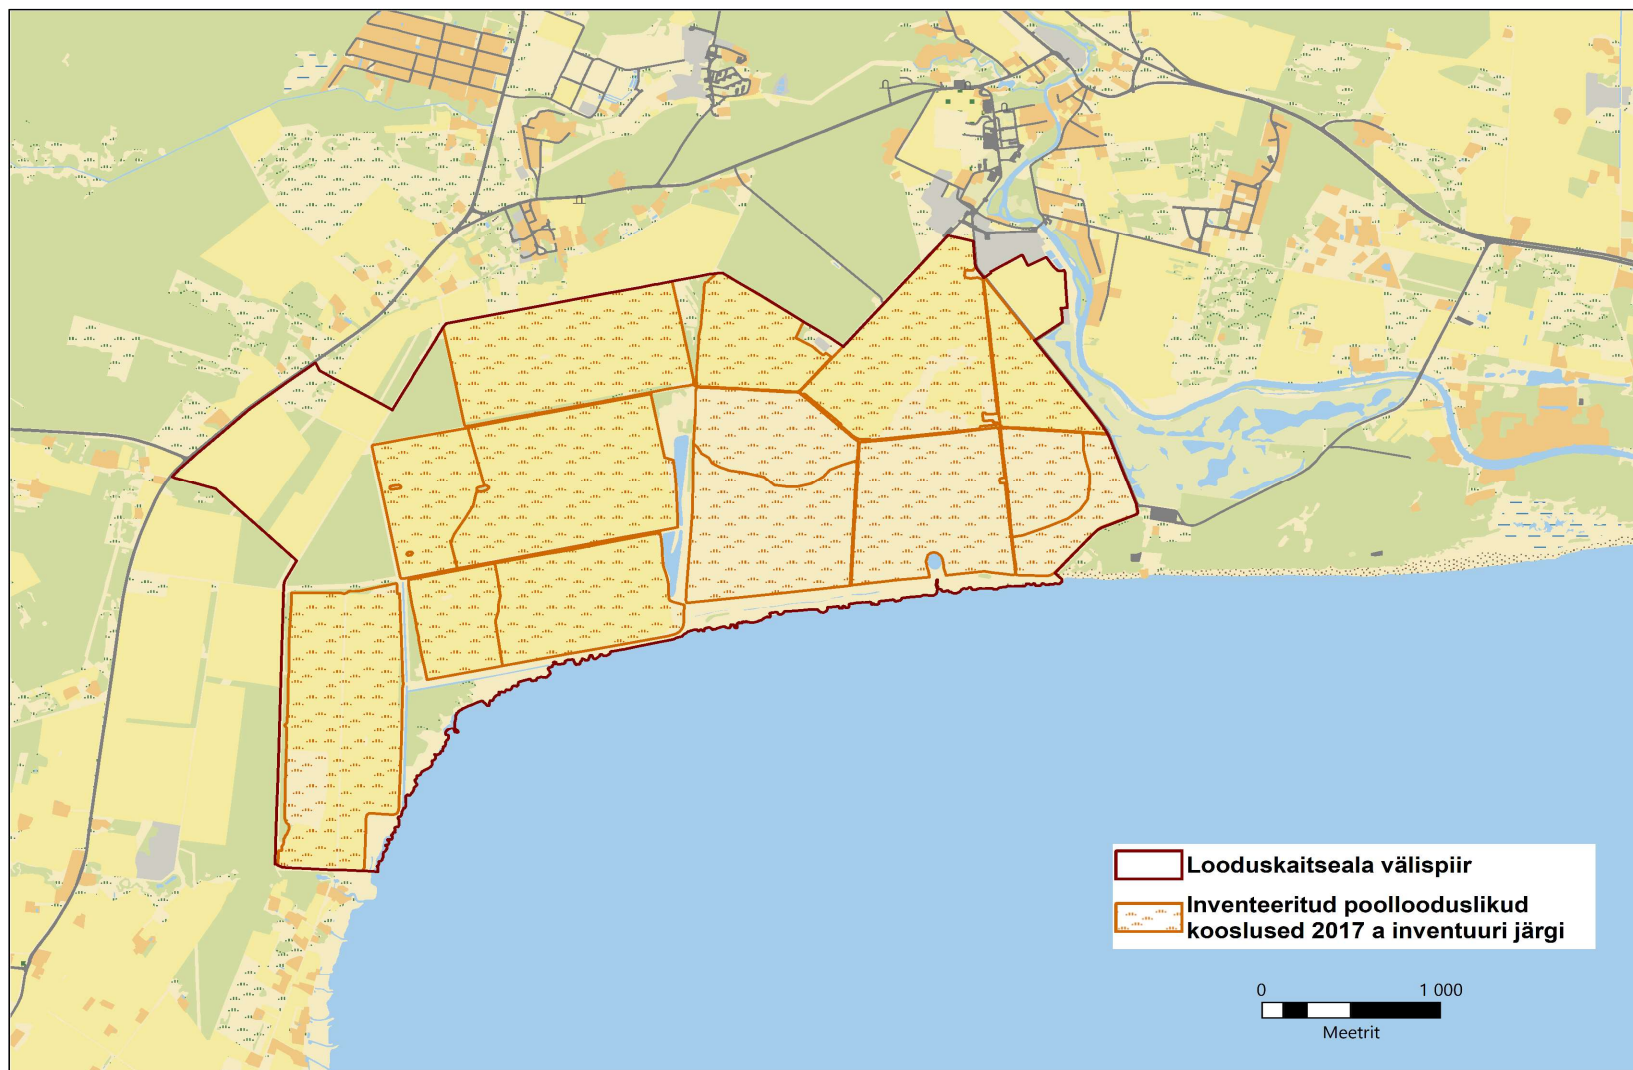 Looduskaitseala välispiir
Inventeeritud poollooduslikud
kooslused 2017 a inventuuri järgi
0 1 000
Meetrit